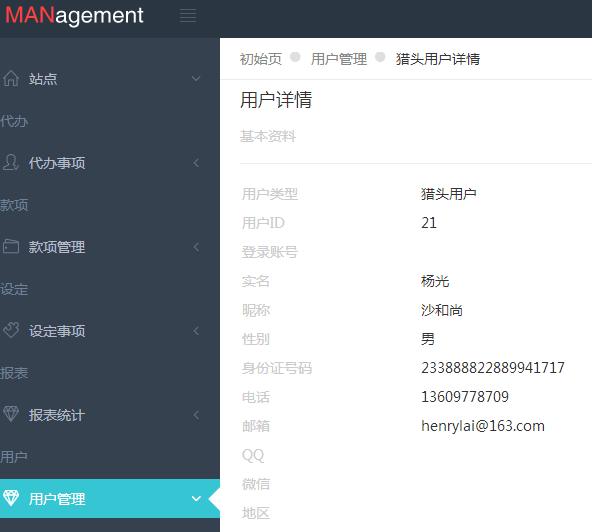 MANagement
站点
代办
代办事项
款项
款项管理
设定
设定事项
报表
报表统计
用户
用户管理
初始页 用户管理 猎头用户详情
用户详情
基本资料
用户类型 猎头用户
用户ID 21
登录账号
实名 杨光
昵称 沙和尚
性别 男
身份证号码 233888822889941717
电话 13609778709
邮箱 henrylai@163.com
QQ
微信
地区